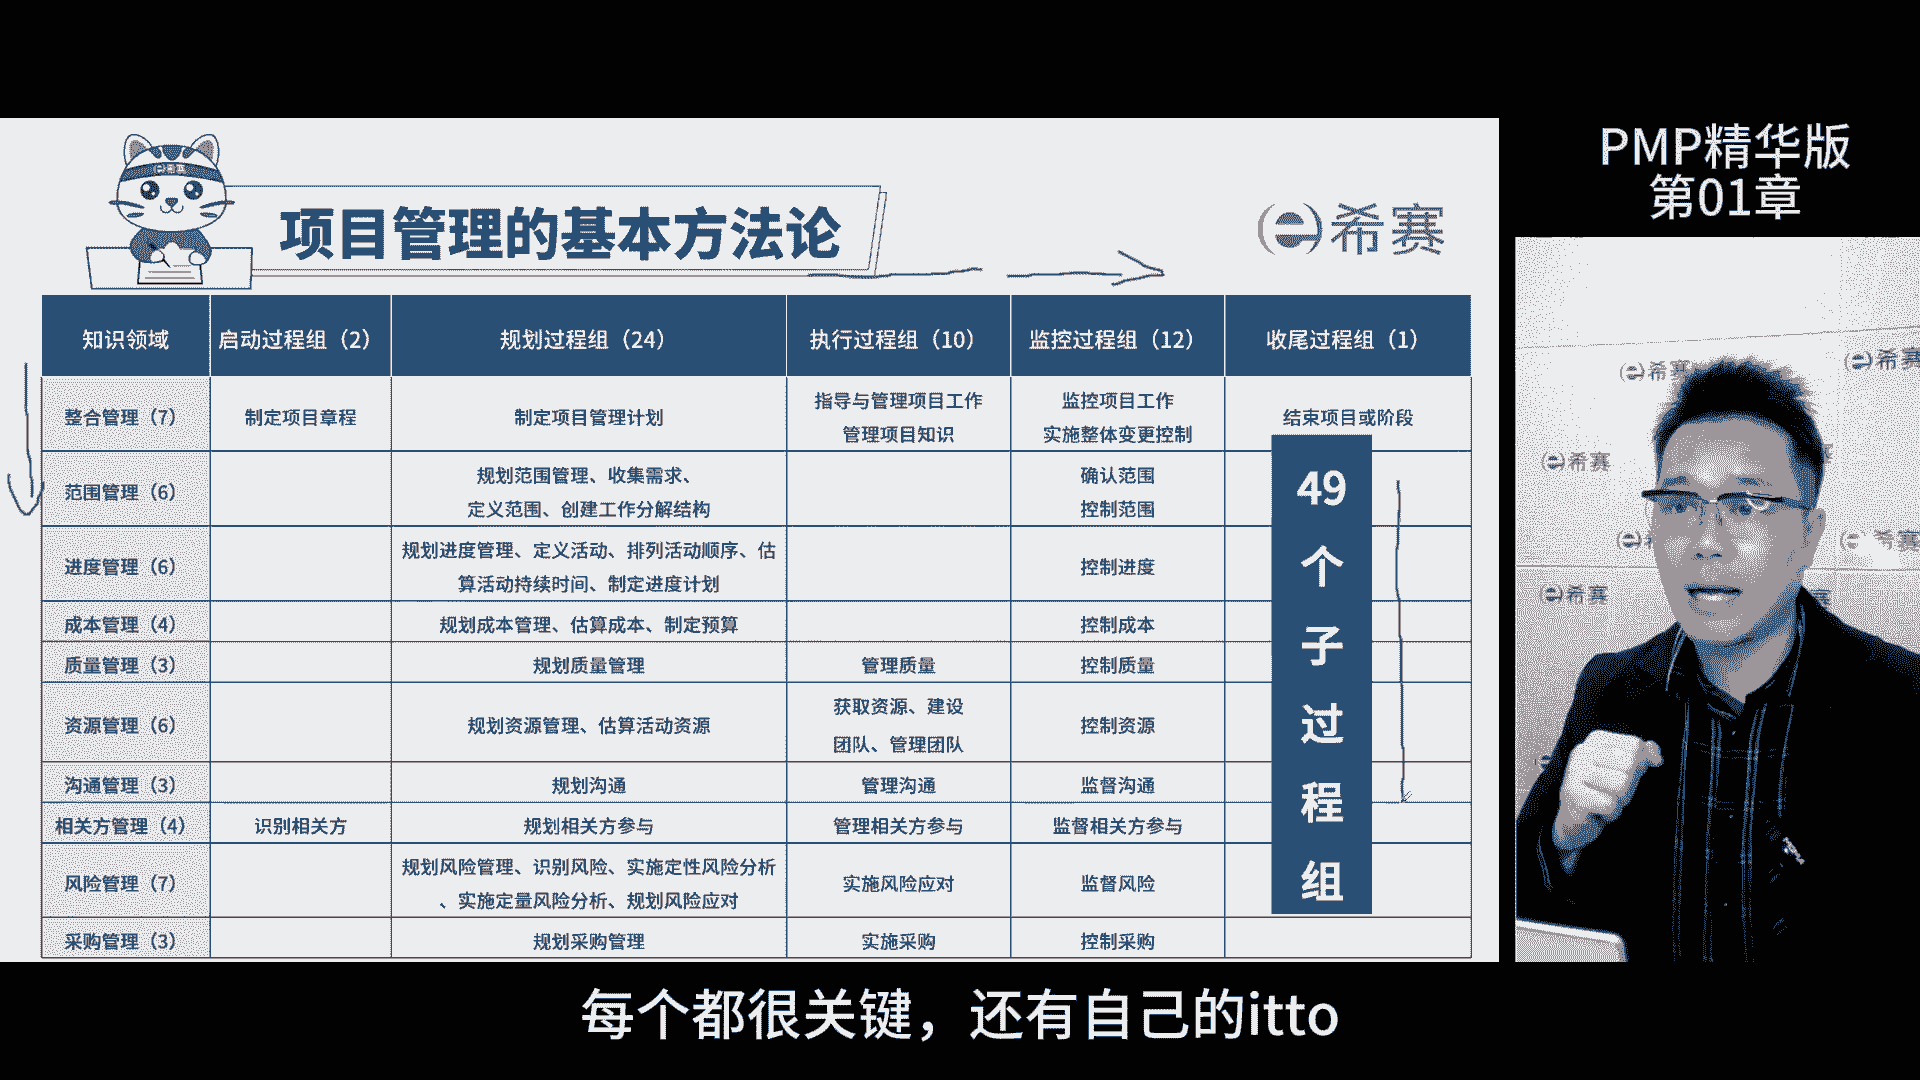 PMP精华版
第01章
e希赛
项目管理的基本方法论
e希赛
知识领域
启动过程组（2）
规划过程组（24）
执行过程组（10）
监控过程组（12）
收尾过程组（1）
整合管理（7）
制定项目章程
制定项目管理计划
指导与管理项目工作
管理项目知识
监控项目工作
实施整体变更控制
结束项目或阶段
范围管理（6）
规划范围管理、收集需求、
定义范围、创建工作分解结构
确认范围
控制范围
进度管理（6）
规划进度管理、定义活动、排列活动顺序、估
算活动持续时间、制定进度计划
控制进度
成本管理（4）
规划成本管理、估算成本、制定预算
控制成本
质量管理（3）
规划质量管理
管理质量
控制质量
资源管理（6）
规划资源管理、估算活动资源
获取资源、建设
团队、管理团队
控制资源
沟通管理（3）
规划沟通
管理沟通
监督沟通
相关方管理（4）
识别相关方
规划相关方参与
管理相关方参与
监督相关方参与
风险管理（7）
规划风险管理、识别风险、实施定性风险分析
、实施定量风险分析、规划风险应对
实施风险应对
监督风险
采购管理（3）
规划采购管理
实施采购
控制采购
49
个
子
过
程
组
e希赛
e希赛
e希赛
e希赛
e希赛
每个都很关键，还有自己的itto